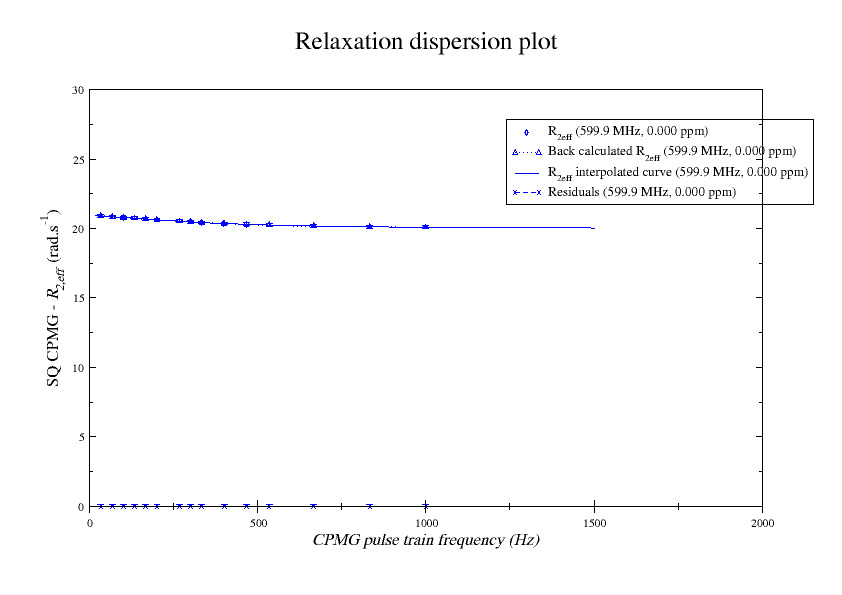 Relaxation dispersion plot
30
25
20
15
10
5
0
SQ CPMG - R2,eff (rad.s-1)
R2eff (599.9 MHz, 0.000 ppm)
Back calculated R2eff (599.9 MHz, 0.000 ppm)
R2eff interpolated curve (599.9 MHz, 0.000 ppm)
Residuals (599.9 MHz, 0.000 ppm)
0 500 1000 1500 2000
CPMG pulse train frequency (Hz)